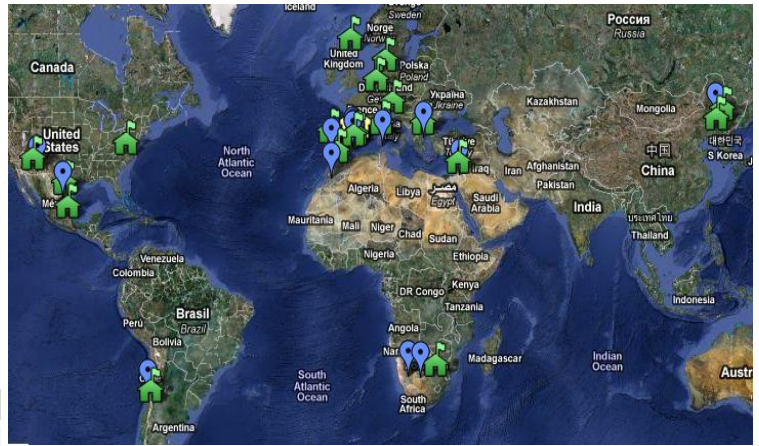 Iceland
Sverige
Sweden
Norge
Norw
Россия
Russia
United
Kingdom
Polska
Poland
Canada
Україна
Ukraine
Kazakhstan
Mongolia
United
States
North
Atlantic
Ocean
대한민국
S Korea
中国
China
Iraq
Iran
Afghanistan
Pakistan
Algeria
Libya
مصر
Egypt
Saudi
Arabia
India
Mauritania
Mali
Niger
Chad
Sudan
ประเทศไทย
Thailand
Venezuela
Colombia
Nigeria
Ethiopia
DR Congo
Kenya
Tanzania
Indonesia
Perú
Brasil
Brazil
Bolivia
Angola
Madagascar
Indian
Ocean
South
Atlantic
Ocean
South
Africa
Austr
Argentina